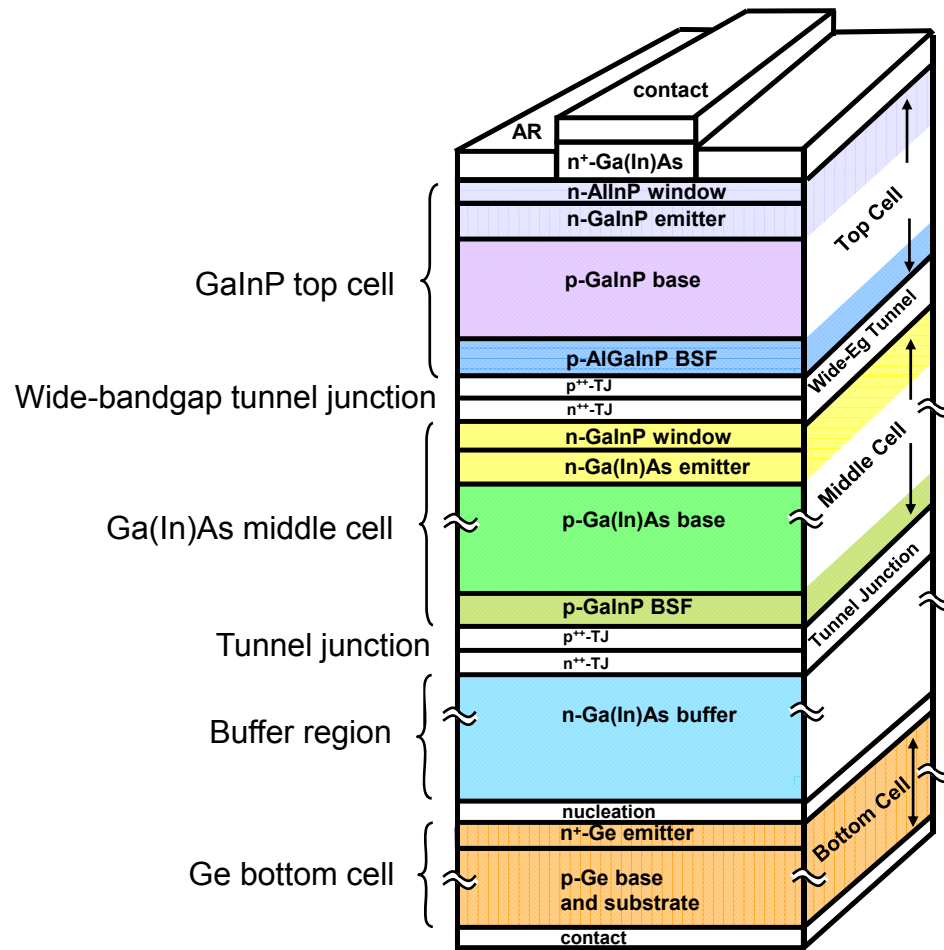 contact
AR
n⁺-Ga(In)As
n-AlInP window
n-GaInP emitter
GaInP top cell
p-GaInP base
p-AlGaInP BSF
Top Cell
Wide-bandgap tunnel junction
p⁺⁺-TJ
n⁺⁺-TJ
Wide-Eg Tunnel
n-GaInP window
n-Ga(In)As emitter
Ga(In)As middle cell
p-Ga(In)As base
p-GaInP BSF
Middle Cell
Tunnel junction
p⁺⁺-TJ
n⁺⁺-TJ
Tunnel Junction
Buffer region
n-Ga(In)As buffer
nucleation
n⁺-Ge emitter
Ge bottom cell
p-Ge base
and substrate
Bottom Cell
contact